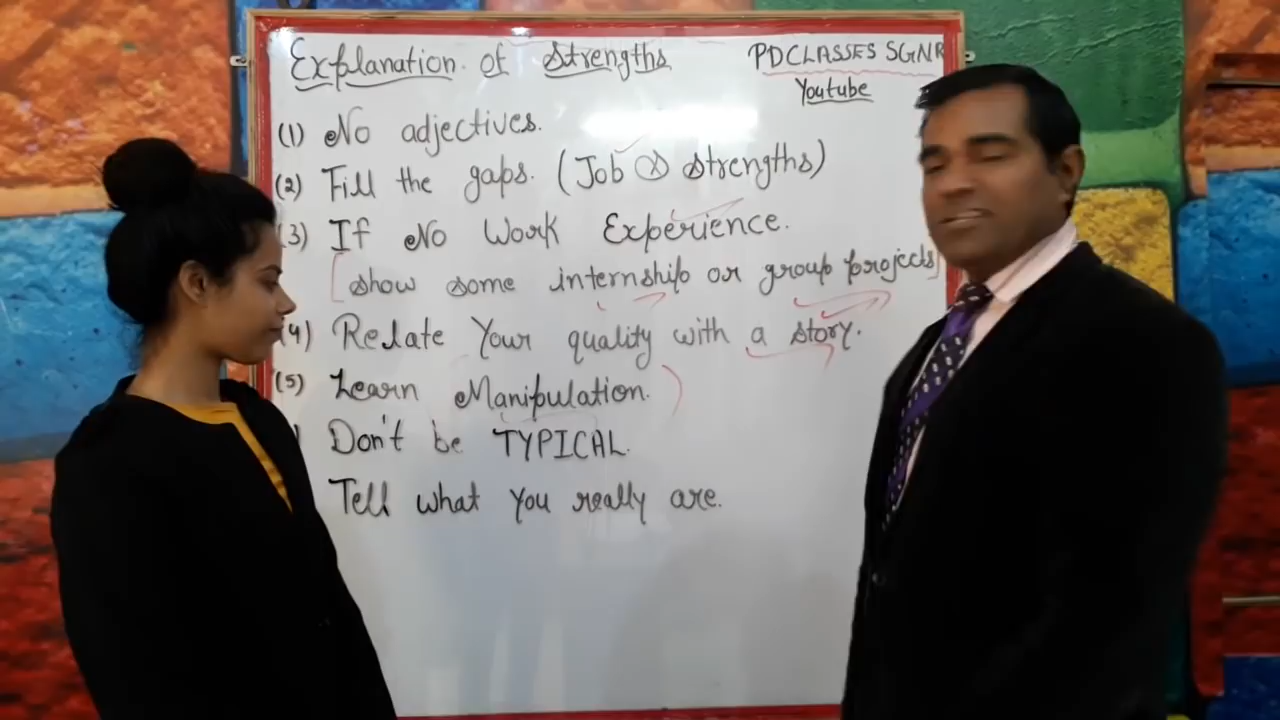 Explanation of Strengths
PDCLASSES SGNR
Youtube
(1) No adjectives.
(2) Fill the gaps. (Job & strengths)
(3) If No Work Experience.
[show some internship or group projects]
(4) Relate Your quality with a story.
(5) Learn Manipulation.
Don't be TYPICAL.
Tell what you really are.